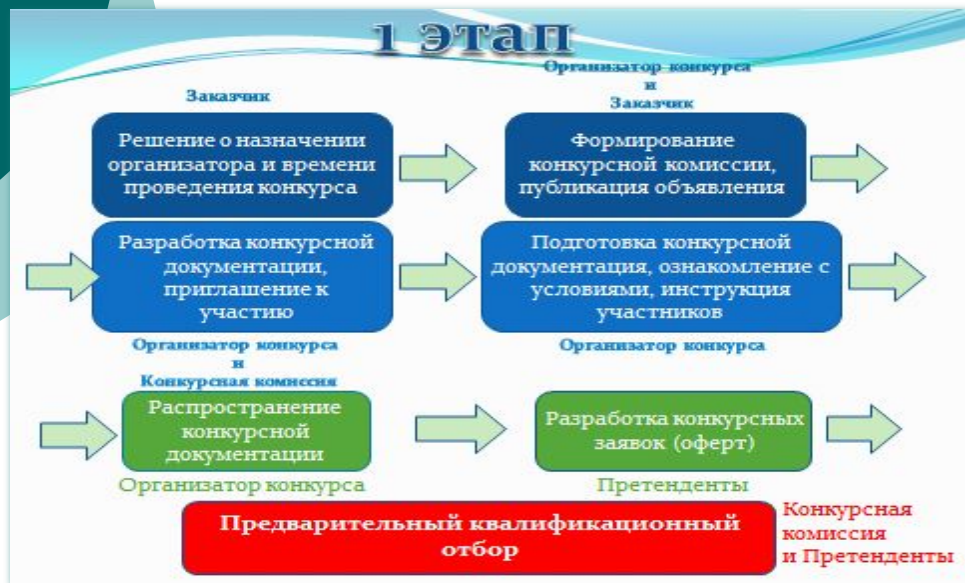 1 этап
Заказчик
Организатор конкурса
и
Заказчик
Решение о назначении
организатора и времени
проведения конкурса
Формирование
конкурсной комиссии,
публикация объявления
Разработка конкурсной
документации,
приглашение к
участию
Подготовка конкурсной
документация, ознакомление с
условиями, инструкция
участников
Организатор конкурса
и
Конкурсная комиссия
Организатор конкурса
Распространение
конкурсной
документации
Разработка конкурсных
заявок (оферт)
Организатор конкурса
Претенденты
Предварительный квалификационный
отбор
Конкурсная
комиссия
и Претенденты